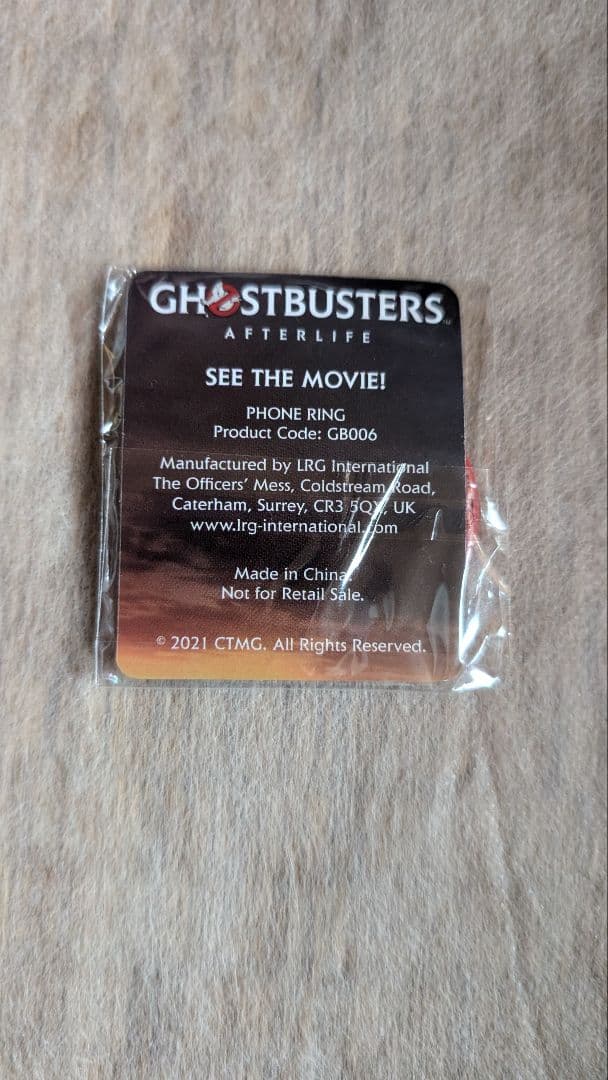 GHOSTBUSTERS
AFTERLIFE
SEE THE MOVIE!
PHONE RING
Product Code: GB006
Manufactured by LRG International
The Officers' Mess, Coldstream Road,
Caterham, Surrey, CR3 5QX, UK
www.lrg-international.com
Made in China.
Not for Retail Sale.
© 2021 CTMG. All Rights Reserved.